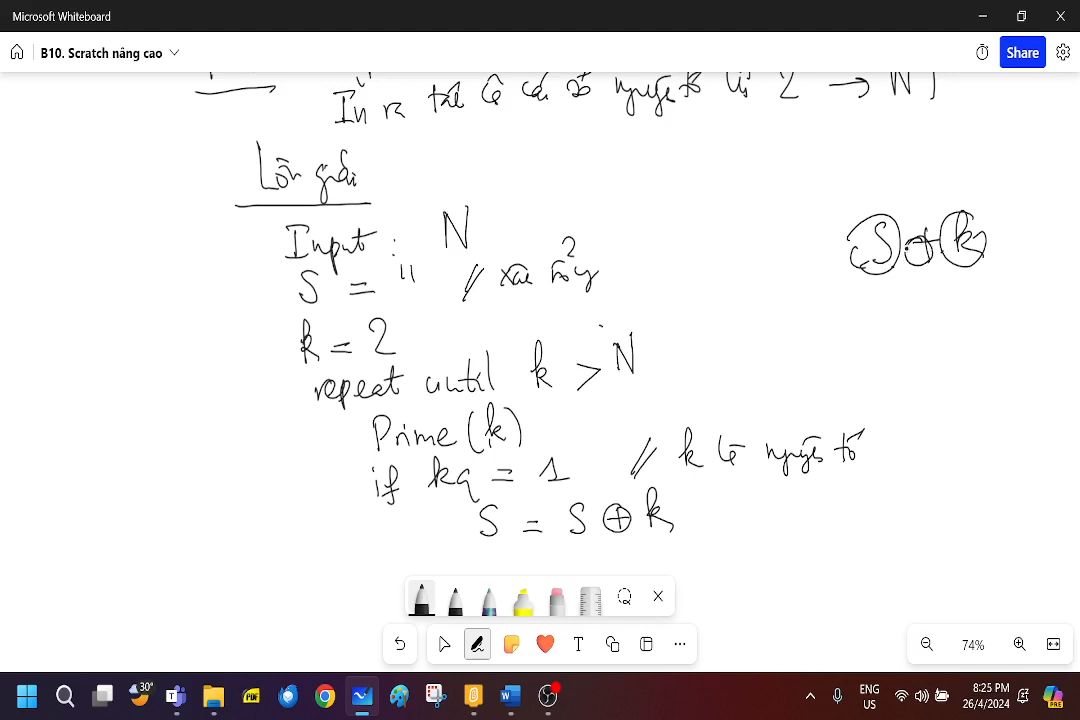 Microsoft Whiteboard
B10. Scratch nâng cao
Share
In ra tất cả các số nguyên tố từ 2 → N)
Lời giải
Input : N
S = " // xâu rỗng
S ⊕ k
k = 2
repeat until k > N
Prime(k)
if kq = 1 // k là nguyên tố
S = S ⊕ k
74%
30°
ENG
US
8:25 PM
26/4/2024